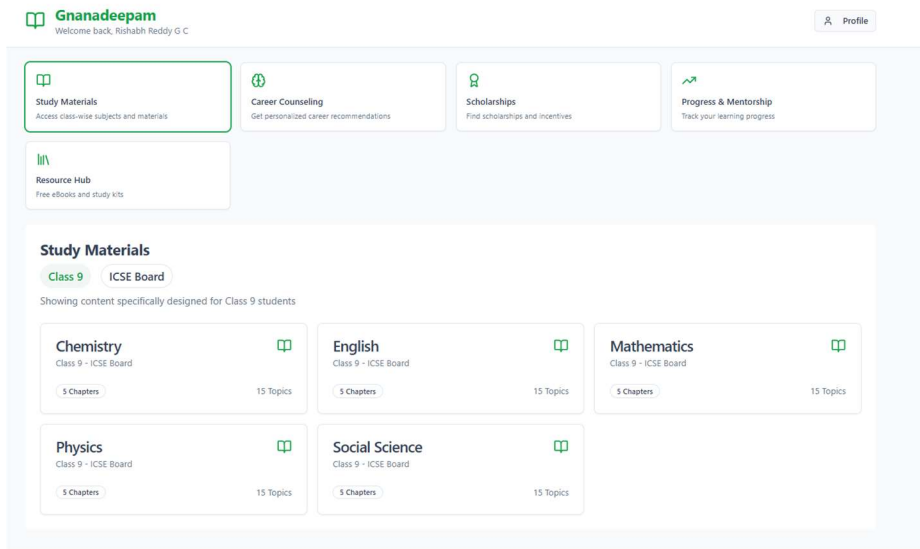 Gnanadeepam
Welcome back, Rishabh Reddy G C
Profile
Study Materials
Access class-wise subjects and materials
Career Counseling
Get personalized career recommendations
Scholarships
Find scholarships and incentives
Progress & Mentorship
Track your learning progress
Resource Hub
Free eBooks and study kits
Study Materials
Class 9 ICSE Board
Showing content specifically designed for Class 9 students
Chemistry
Class 9 - ICSE Board
5 Chapters 15 Topics
English
Class 9 - ICSE Board
5 Chapters 15 Topics
Mathematics
Class 9 - ICSE Board
5 Chapters 15 Topics
Physics
Class 9 - ICSE Board
5 Chapters 15 Topics
Social Science
Class 9 - ICSE Board
5 Chapters 15 Topics